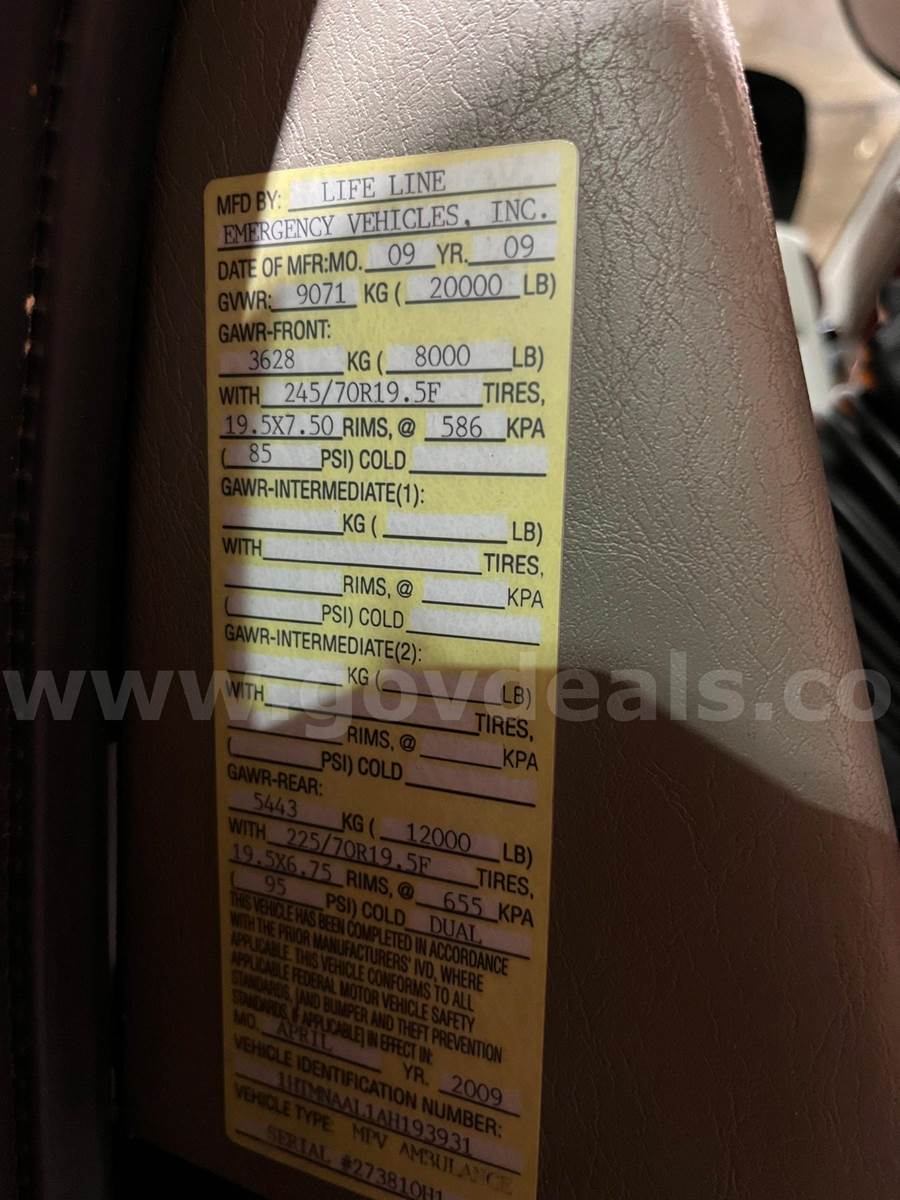 MFD BY: LIFE LINE
EMERGENCY VEHICLES, INC.
DATE OF MFR:MO. 09 YR. 09
GVWR: 9071 KG ( 20000 LB)
GAWR-FRONT:
3628 KG ( 8000 LB)
WITH 245/70R19.5F TIRES,
19.5X7.50 RIMS, @ 586 KPA
( 85 PSI) COLD
GAWR-INTERMEDIATE(1):
KG ( LB)
WITH TIRES,
RIMS, @ KPA
( PSI) COLD
GAWR-INTERMEDIATE(2):
KG ( LB)
www.govdeals.co
WITH TIRES,
RIMS, @ KPA
( PSI) COLD
GAWR-REAR:
5443 KG ( 12000 LB)
WITH 225/70R19.5F TIRES,
19.5X6.75 RIMS, @ 655 KPA
( 95 PSI) COLD DUAL
THIS VEHICLE HAS BEEN COMPLETED IN ACCORDANCE
WITH THE PRIOR MANUFACTURERS' IVD, WHERE
APPLICABLE. THIS VEHICLE CONFORMS TO ALL
APPLICABLE FEDERAL MOTOR VEHICLE SAFETY
STANDARDS, [AND BUMPER AND THEFT PREVENTION
STANDARDS, IF APPLICABLE] IN EFFECT IN:
MO. APRIL YR. 2009
VEHICLE IDENTIFICATION NUMBER:
1HTMNAAL1AH193931
VEHICLE TYPE: MPV AMBULANCE
SERIAL #273810H1